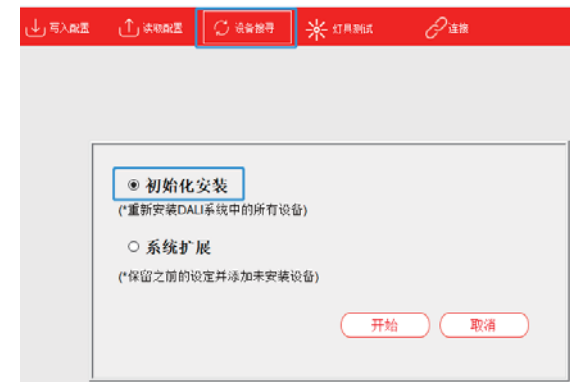 写入配置 读取配置 设备搜寻 灯具测试 连接
初始化安装
(*重新安装DALI系统中的所有设备)
系统扩展
(*保留之前的设定并添加未安装设备)
开始 取消